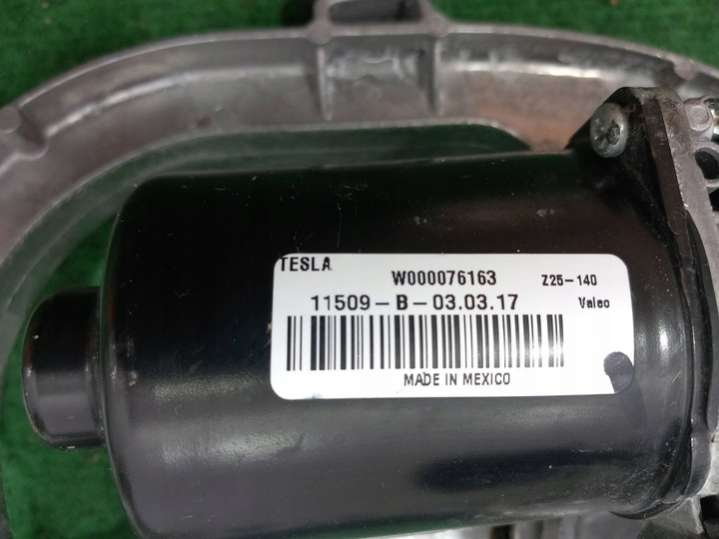 TESLA
W000076163 Z25-140
11509-B-03.03.17 Valeo
MADE IN MEXICO